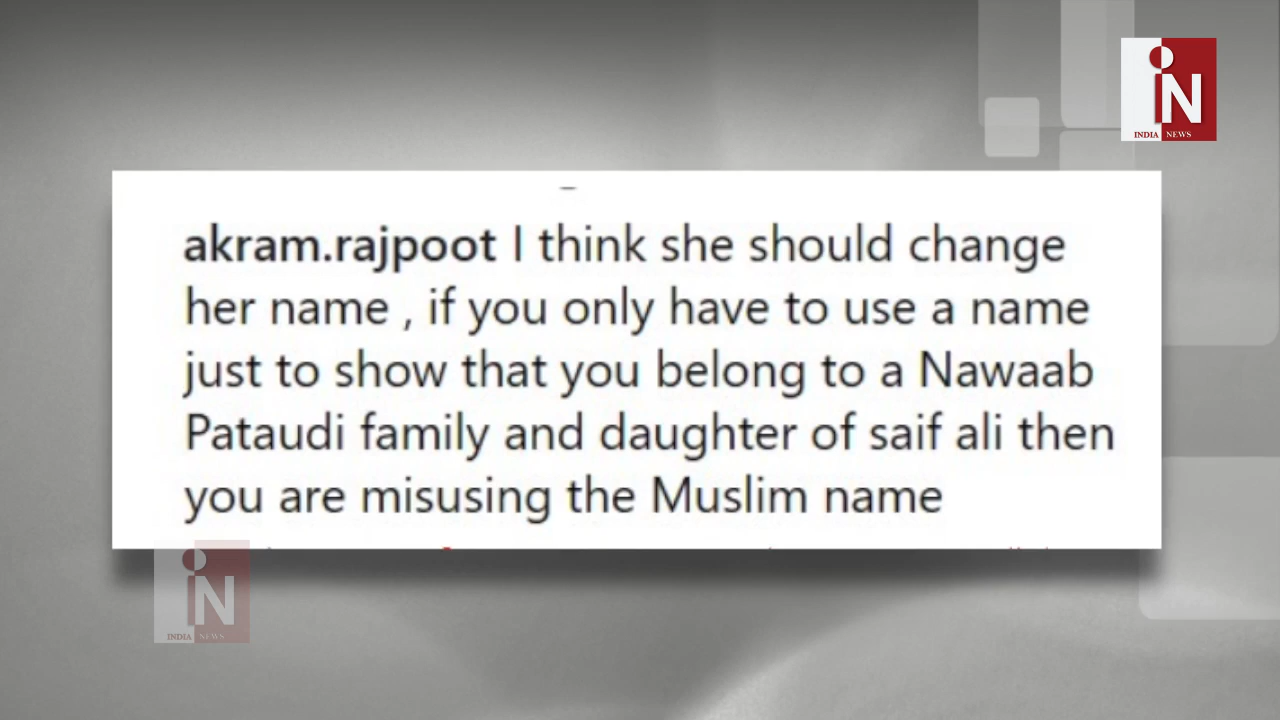 iN
INDIA NEWS
akram.rajpoot I think she should change
her name , if you only have to use a name
just to show that you belong to a Nawaab
Pataudi family and daughter of saif ali then
you are misusing the Muslim name
iN
INDIA NEWS